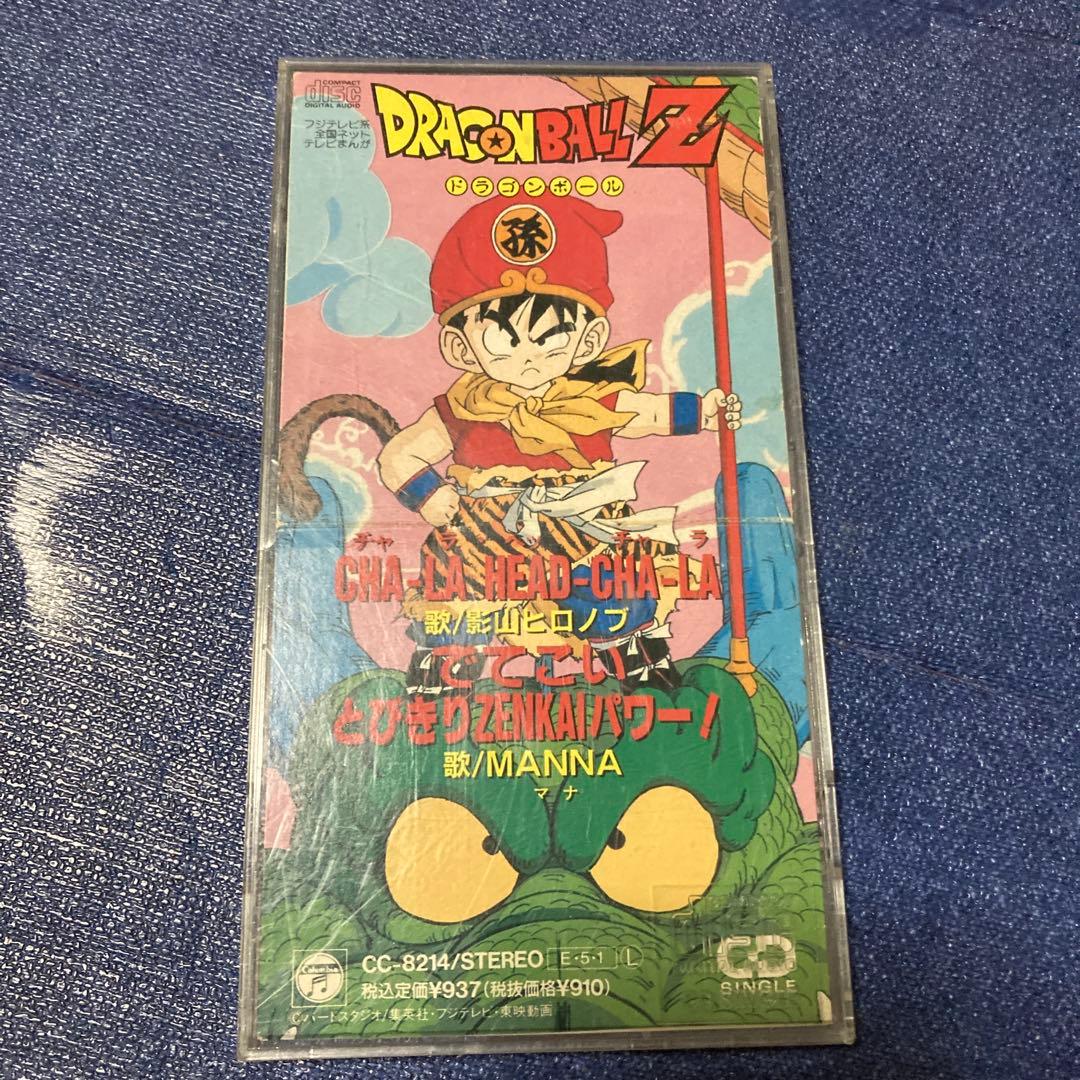 COMPACT
disc
DIGITAL AUDIO
フジテレビ系
全国ネット
テレビまんが
DRAGON BALL Z
ドラゴンボール
孫
チャ ラ ヘッ チャ ラ
CHA-LA HEAD-CHA-LA
歌/影山ヒロノブ
でてこい
とびきりZENKAIパワー!
歌/MANNA
マナ
Columbia
CC-8214/STEREO E・5・1 L
税込定価¥937(税抜価格¥910)
©バードスタジオ/集英社・フジテレビ・東映動画
CD
SINGLE